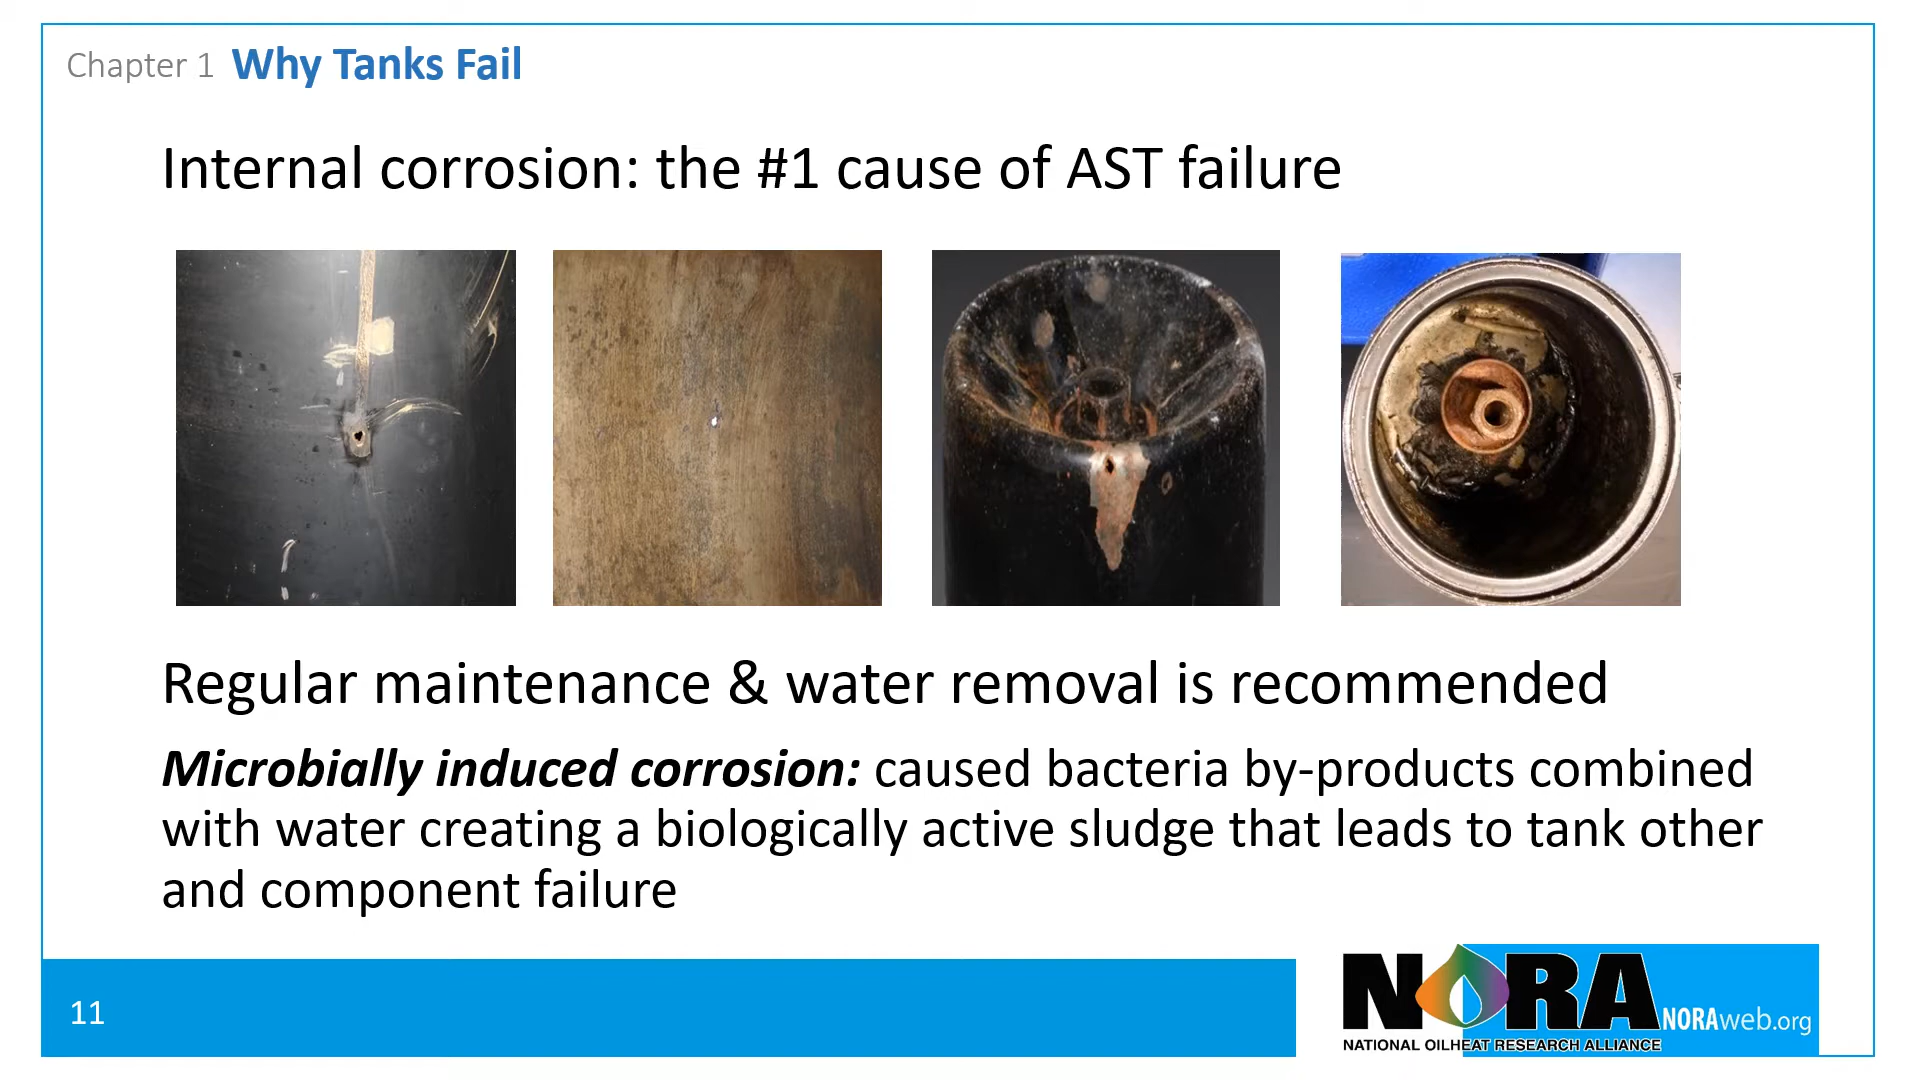 Chapter 1 Why Tanks Fail
Internal corrosion: the #1 cause of AST failure
Regular maintenance & water removal is recommended
Microbially induced corrosion: caused bacteria by-products combined
with water creating a biologically active sludge that leads to tank other
and component failure
11
NORA
NORAweb.org
NATIONAL OILHEAT RESEARCH ALLIANCE